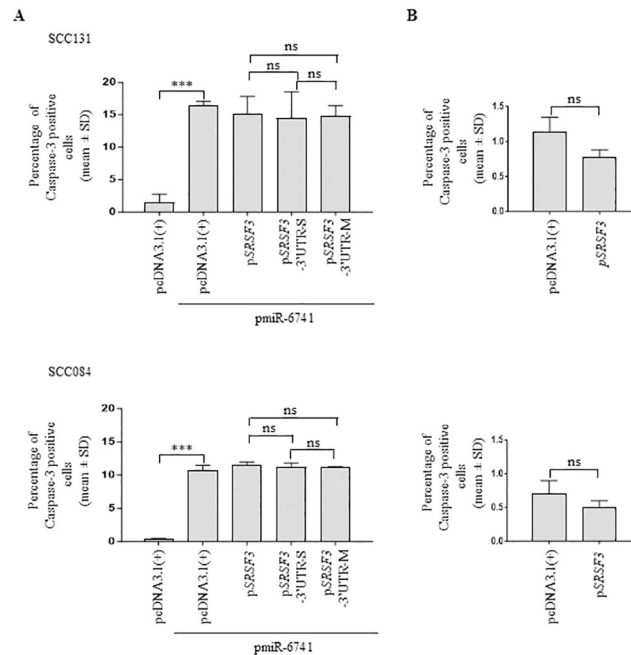 A
B
SCC131
Percentage of
Caspase-3 positive
cells
(mean ± SD)
20
15
10
5
0
***
ns
ns
ns
pcDNA3.1(+)
pcDNA3.1(+)
pSRSF3
pSRSF3
-3'UTR-S
pSRSF3
-3'UTR-M
pmiR-6741
Percentage of
Caspase-3 positive
cells
(mean ± SD)
1.5
1.0
0.5
0.0
ns
pcDNA3.1(+)
pSRSF3
SCC084
Percentage of
Caspase-3 positive
cells
(mean ± SD)
20
15
10
5
0
***
ns
ns
ns
pcDNA3.1(+)
pcDNA3.1(+)
pSRSF3
pSRSF3
-3'UTR-S
pSRSF3
-3'UTR-M
pmiR-6741
Percentage of
Caspase-3 positive
cells
(mean ± SD)
1.5
1.0
0.5
0.0
ns
pcDNA3.1(+)
pSRSF3